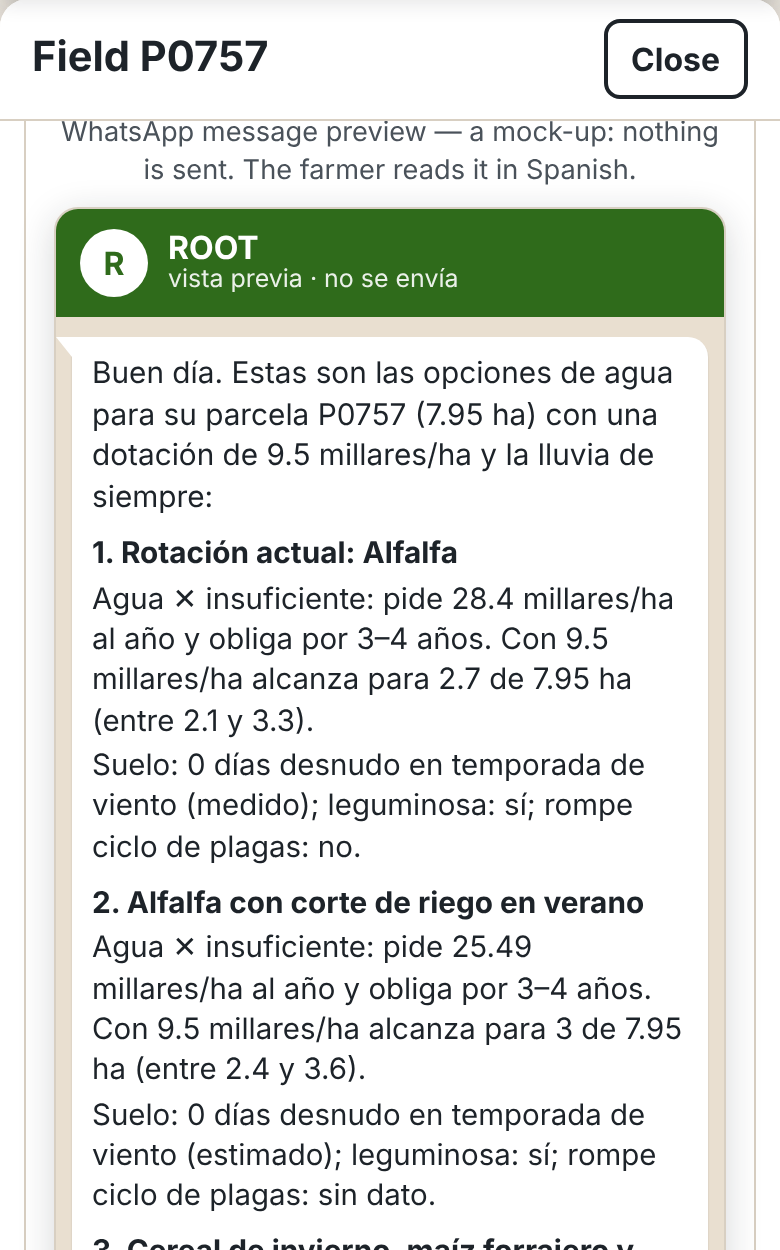 Field P0757
Close
WhatsApp message preview — a mock-up: nothing
is sent. The farmer reads it in Spanish.
R
ROOT
vista previa · no se envía
Buen día. Estas son las opciones de agua
para su parcela P0757 (7.95 ha) con una
dotación de 9.5 millares/ha y la lluvia de
siempre:
1. Rotación actual: Alfalfa
Agua ✕ insuficiente: pide 28.4 millares/ha
al año y obliga por 3–4 años. Con 9.5
millares/ha alcanza para 2.7 de 7.95 ha
(entre 2.1 y 3.3).
Suelo: 0 días desnudo en temporada de
viento (medido); leguminosa: sí; rompe
ciclo de plagas: no.
2. Alfalfa con corte de riego en verano
Agua ✕ insuficiente: pide 25.49
millares/ha al año y obliga por 3–4 años.
Con 9.5 millares/ha alcanza para 3 de 7.95
ha (entre 2.4 y 3.6).
Suelo: 0 días desnudo en temporada de
viento (estimado); leguminosa: sí; rompe
ciclo de plagas: sin dato.
3. Cereal de invierno, maíz forrajero y